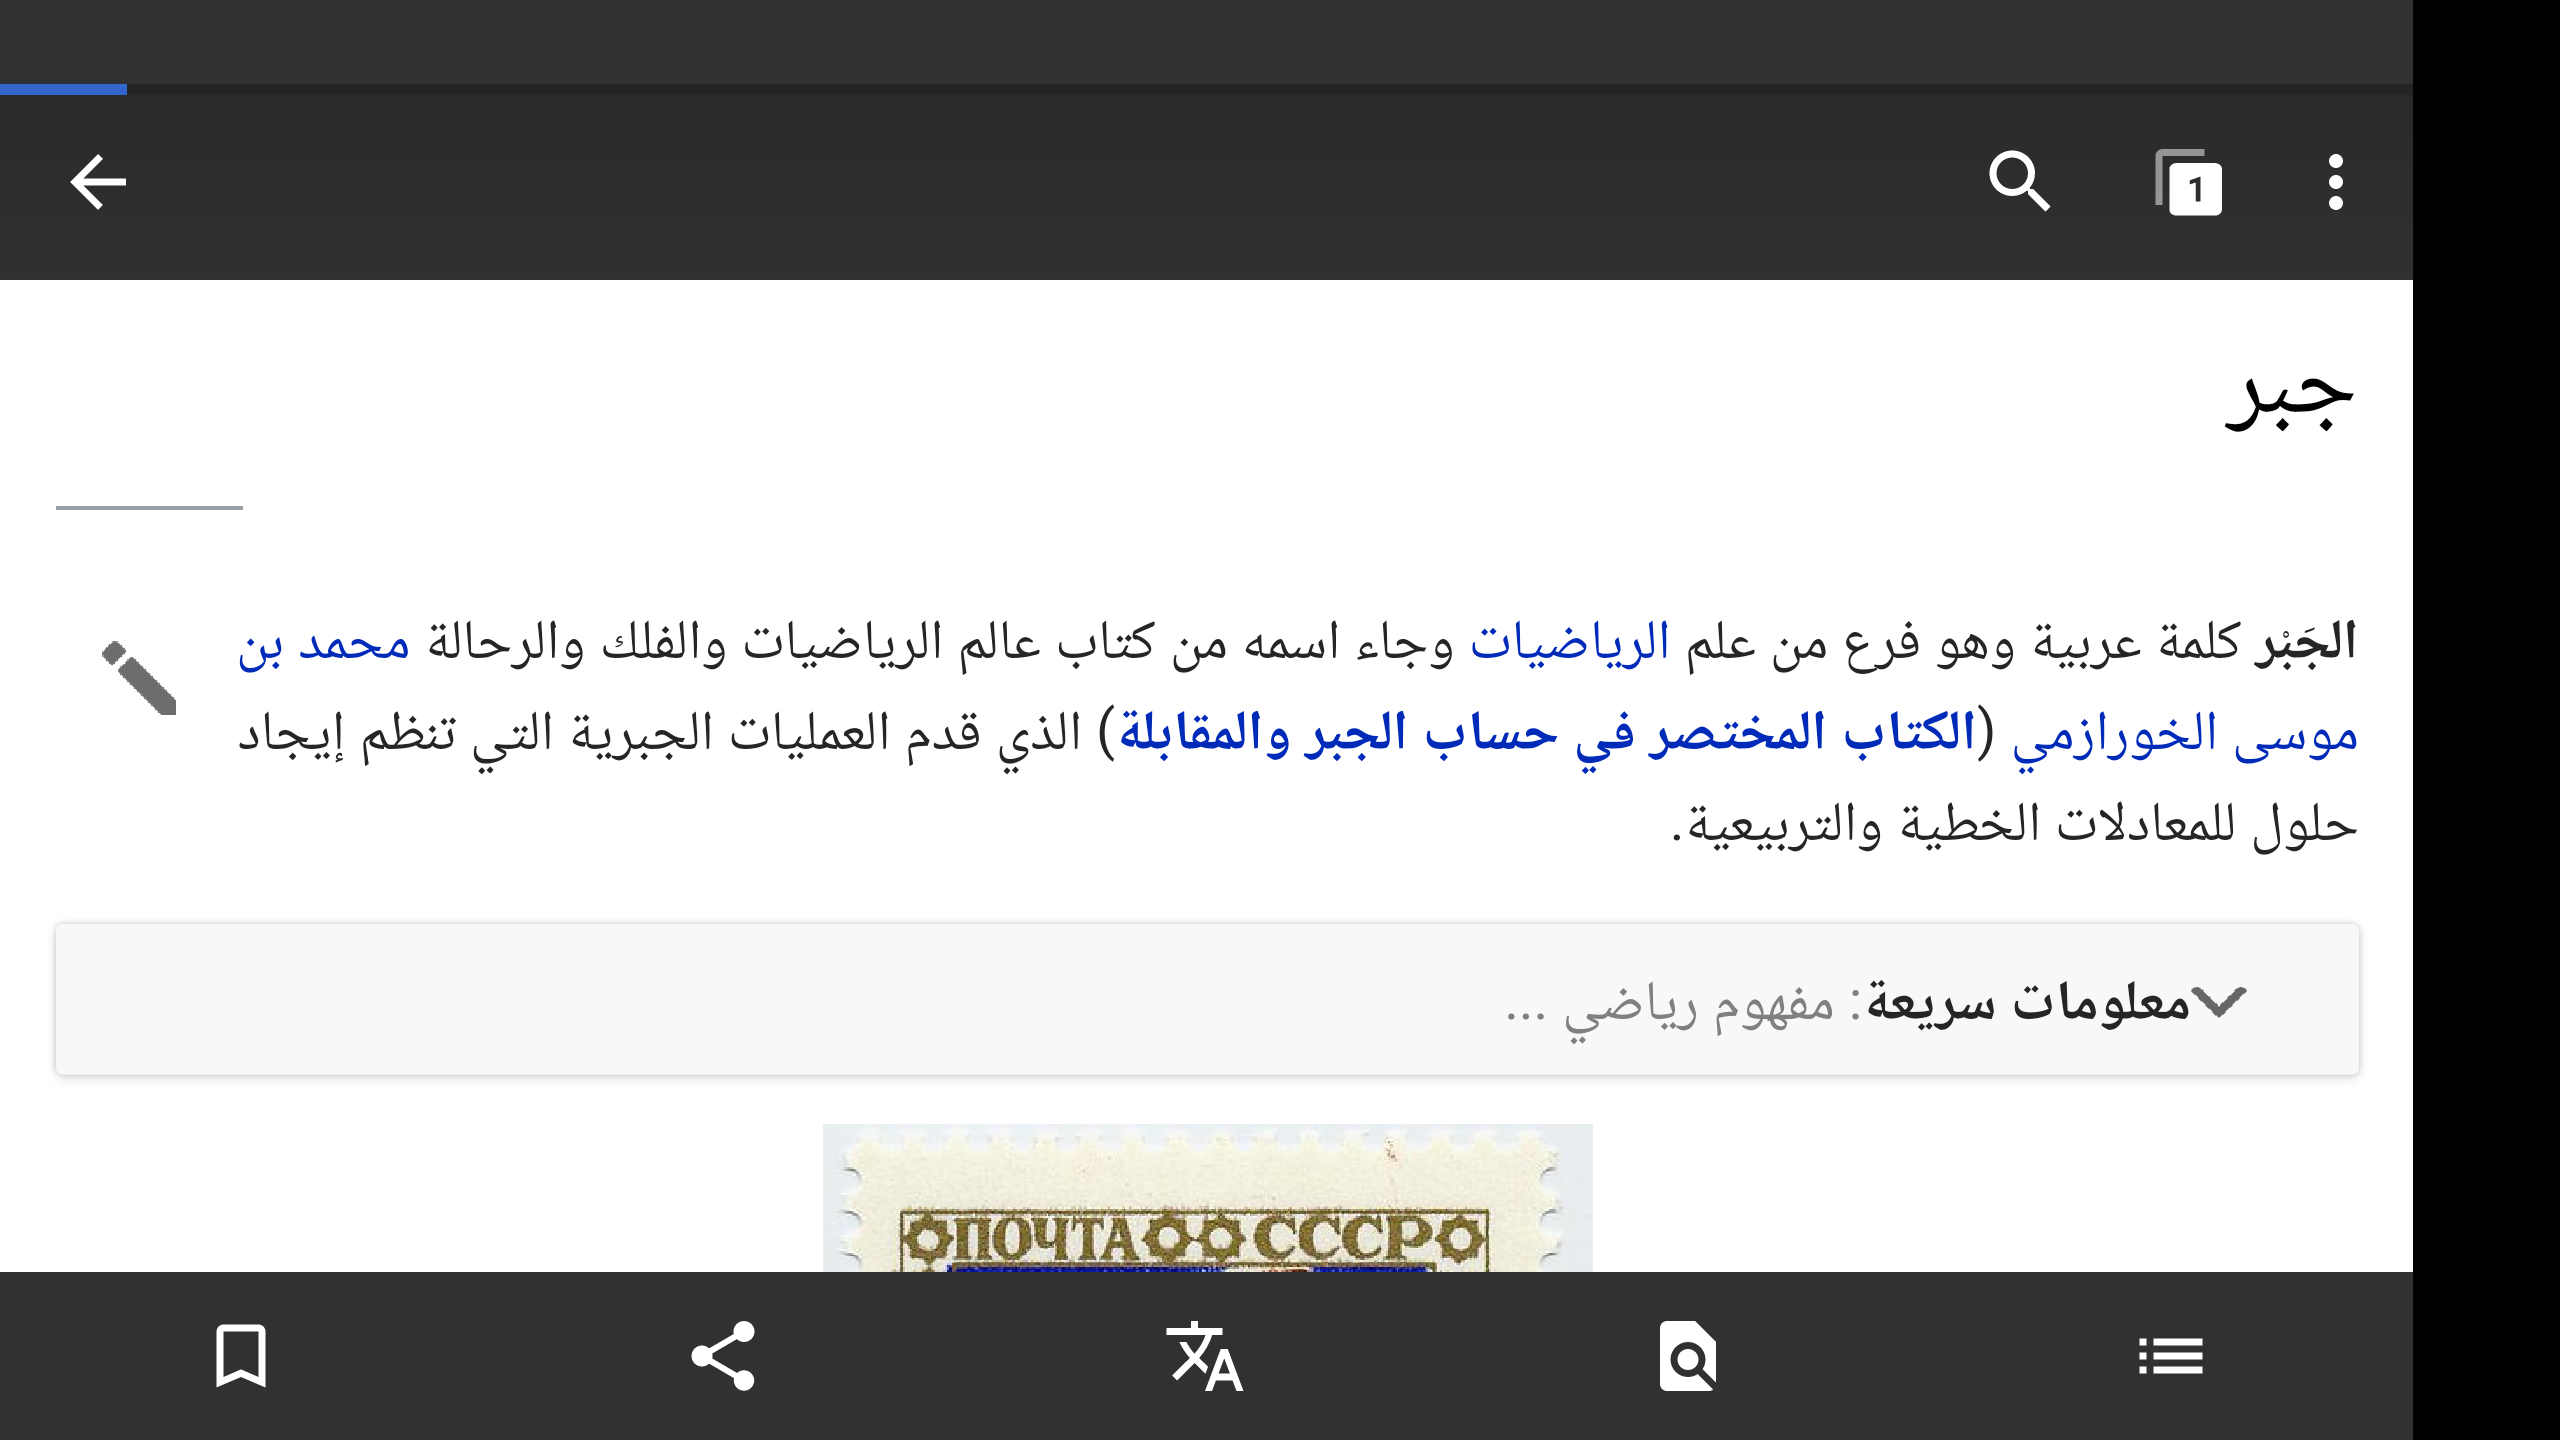 1
جبر
الجَبْر كلمة عربية وهو فرع من علم الرياضيات وجاء اسمه من كتاب عالم الرياضيات والفلك والرحالة محمد بن
موسى الخورازمي (الكتاب المختصر في حساب الجبر والمقابلة) الذي قدم العمليات الجبرية التي تنظم إيجاد
حلول للمعادلات الخطية والتربيعية.
معلومات سريعة: مفهوم رياضي ...
ПОЧТА СССР